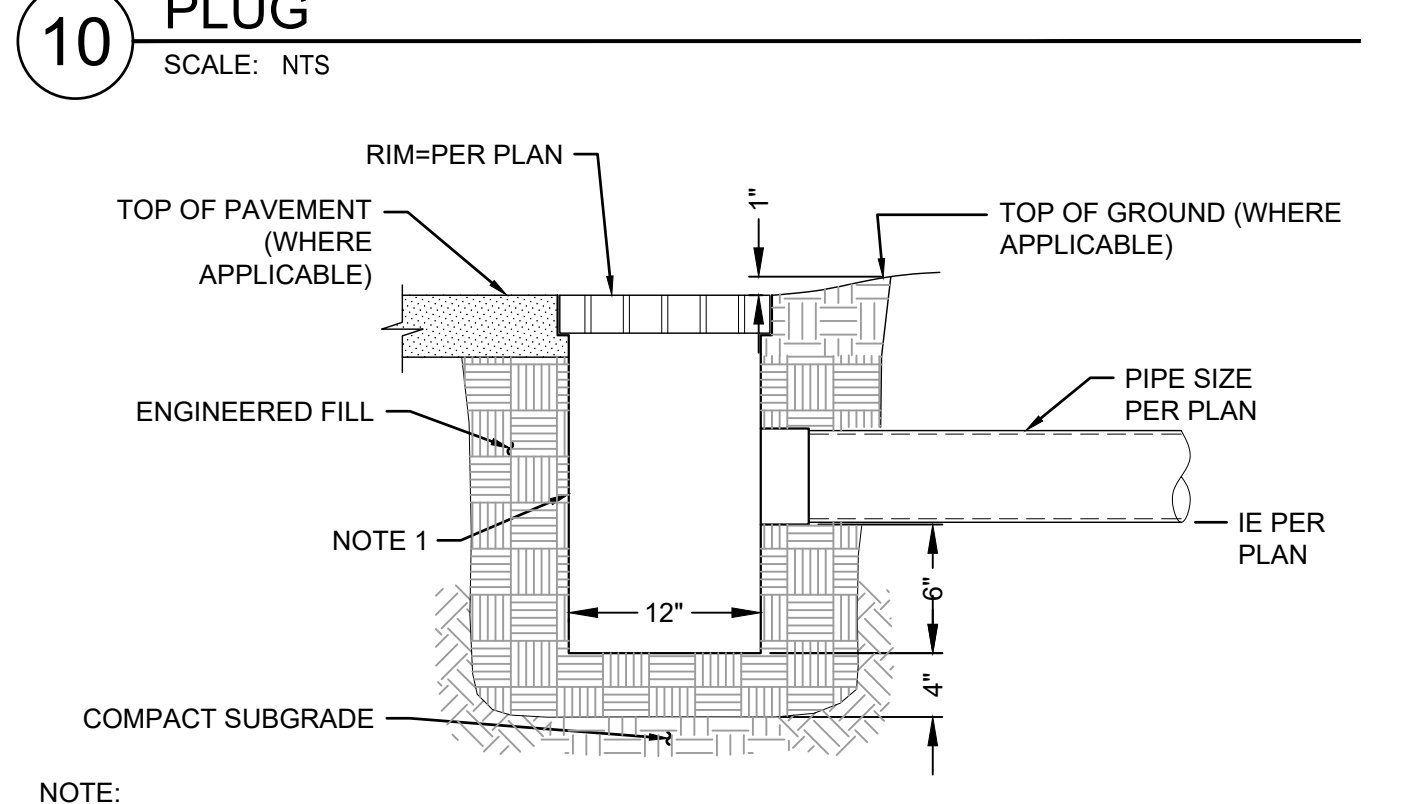 10
PLUG
SCALE: NTS
RIM=PER PLAN
1"
TOP OF PAVEMENT
(WHERE
APPLICABLE)
TOP OF GROUND (WHERE
APPLICABLE)
PIPE SIZE
PER PLAN
ENGINEERED FILL
NOTE 1
IE PER
PLAN
6"
12"
4"
COMPACT SUBGRADE
NOTE: